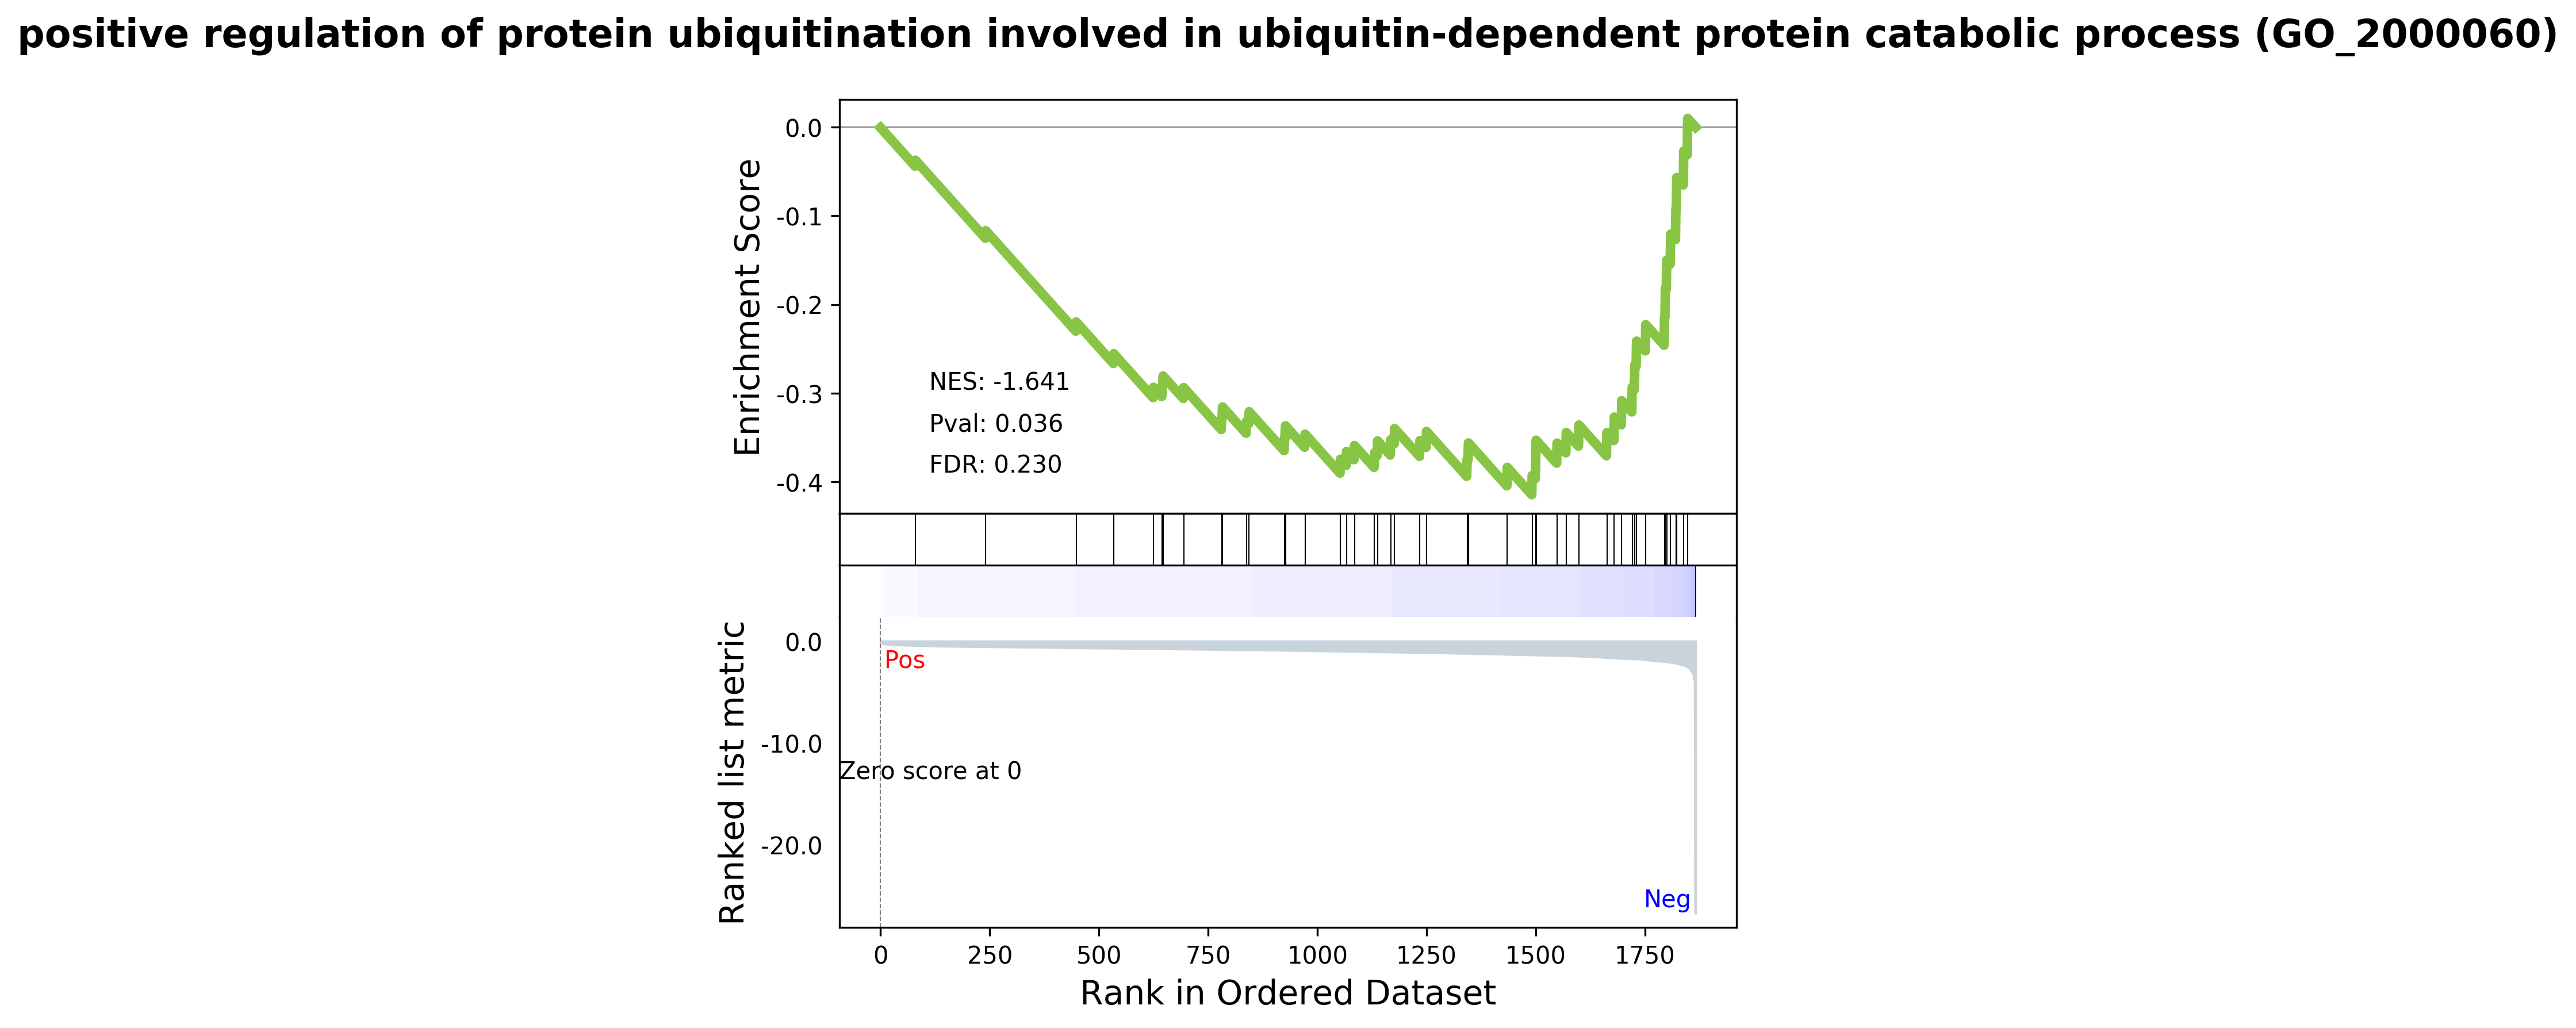 positive regulation of protein ubiquitination involved in ubiquitin-dependent protein catabolic process (GO_2000060)
Enrichment Score
0.0
-0.1
-0.2
-0.3
-0.4
NES: -1.641
Pval: 0.036
FDR: 0.230
Ranked list metric
0.0
-10.0
-20.0
Pos
Zero score at 0
Neg
0 250 500 750 1000 1250 1500 1750
Rank in Ordered Dataset